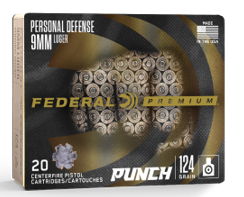 PERSONAL DEFENSE
9MM LUGER
MADE
IN THE USA
FEDERAL PREMIUM
20
CENTERFIRE PISTOL
CARTRIDGES/CARTOUCHES
PUNCH
124
GRAIN